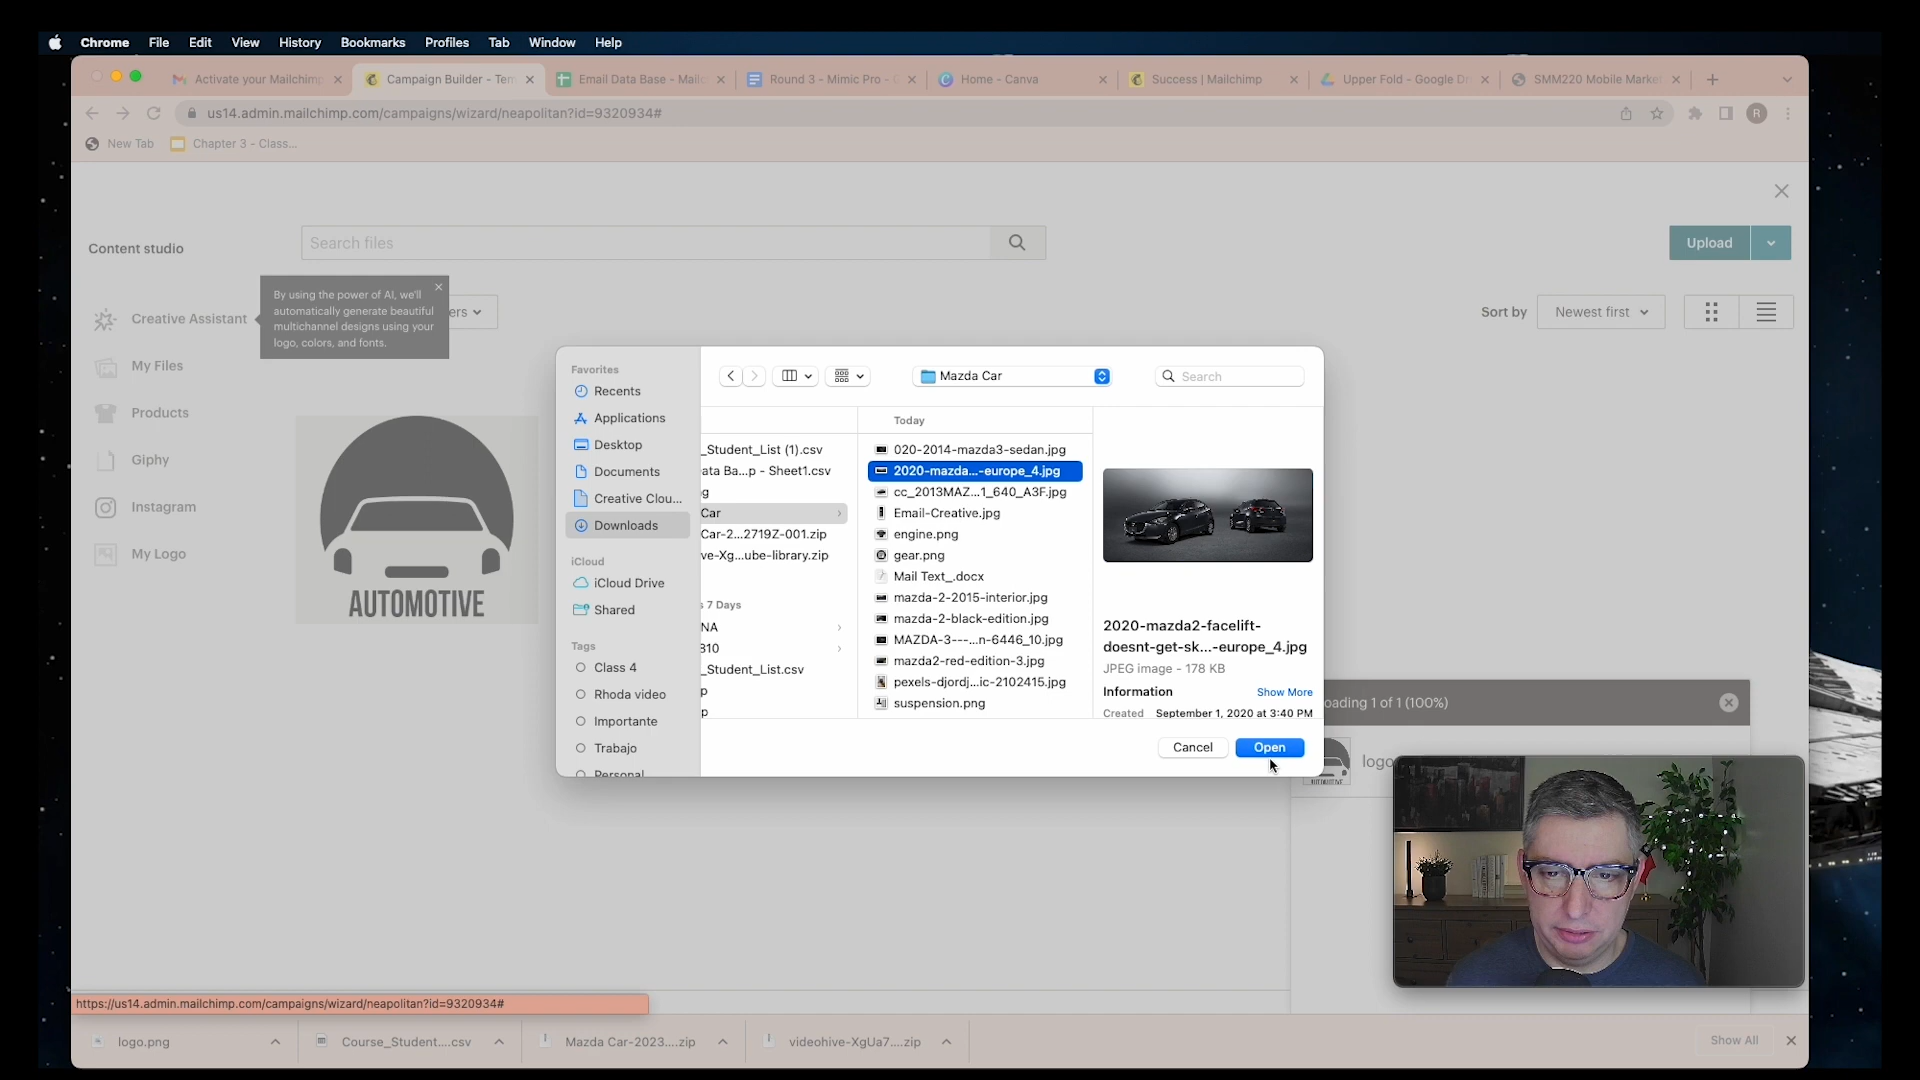 Chrome File Edit View History Bookmarks Profiles Tab Window Help
Activate your Mailchimp Campaign Builder - Tem Email Data Base - Mailc Round 3 - Mimic Pro - G Home - Canva Success | Mailchimp Upper Fold - Google Dr SMM220 Mobile Market
us14.admin.mailchimp.com/campaigns/wizard/neapolitan?id=9320934#
R
New Tab Chapter 3 - Class...
Content studio
Search files
Upload
By using the power of AI, we'll
automatically generate beautiful
multichannel designs using your
logo, colors, and fonts.
ers
Sort by
Newest first
Creative Assistant
My Files
Products
Giphy
Instagram
My Logo
AUTOMOTIVE
Favorites
Recents
Applications
Desktop
Documents
Creative Clou...
Downloads
iCloud
iCloud Drive
Shared
Tags
Class 4
Rhoda video
Importante
Trabajo
Personal
Mazda Car
Search
_Student_List (1).csv
ata Ba...p - Sheet1.csv
g
Car
Car-2...2719Z-001.zip
ve-Xg...ube-library.zip
s 7 Days
NA
310
_Student_List.csv
p
p
Today
020-2014-mazda3-sedan.jpg
2020-mazda...-europe_4.jpg
cc_2013MAZ...1_640_A3F.jpg
Email-Creative.jpg
engine.png
gear.png
Mail Text_.docx
mazda-2-2015-interior.jpg
mazda-2-black-edition.jpg
MAZDA-3---...n-6446_10.jpg
mazda2-red-edition-3.jpg
pexels-djordj...ic-2102415.jpg
suspension.png
2020-mazda2-facelift-
doesnt-get-sk...-europe_4.jpg
JPEG image - 178 KB
Information Show More
Created September 1, 2020 at 3:40 PM
Cancel Open
oading 1 of 1 (100%)
logo
https://us14.admin.mailchimp.com/campaigns/wizard/neapolitan?id=9320934#
logo.png
Course_Student....csv
Mazda Car-2023....zip
videohive-XgUa7....zip
Show All